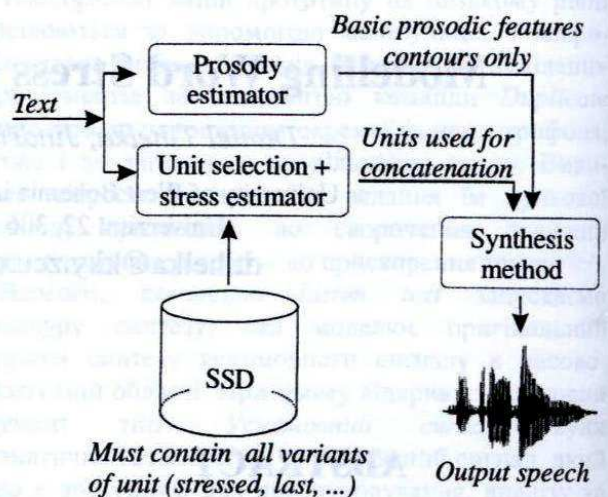 Basic prosodic features
contours only
Prosody
estimator
Text
Units used for
concatenation
Unit selection +
stress estimator
Synthesis
method
SSD
Must contain all variants
of unit (stressed, last, ...)
Output speech